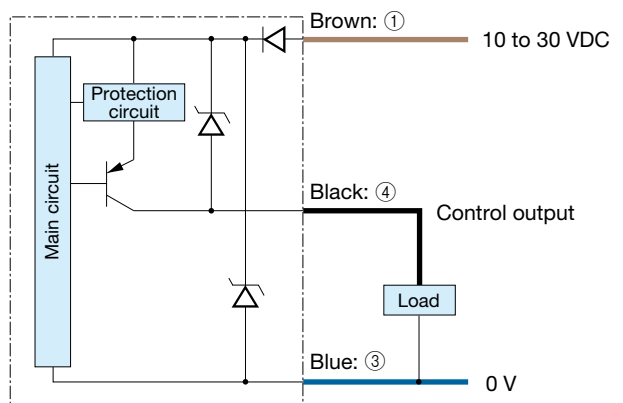 Brown: ①
10 to 30 VDC
Protection
circuit
Main circuit
Black: ④
Control output
Load
Blue: ③
0 V